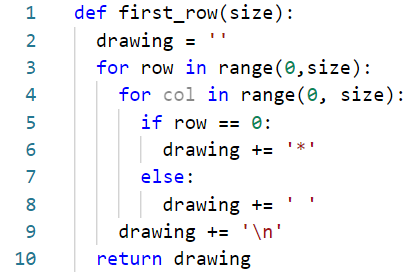 1 def first_row(size):
2   drawing = ''
3   for row in range(0,size):
4     for col in range(0, size):
5       if row == 0:
6         drawing += '*'
7       else:
8         drawing += ' '
9     drawing += '\n'
10   return drawing